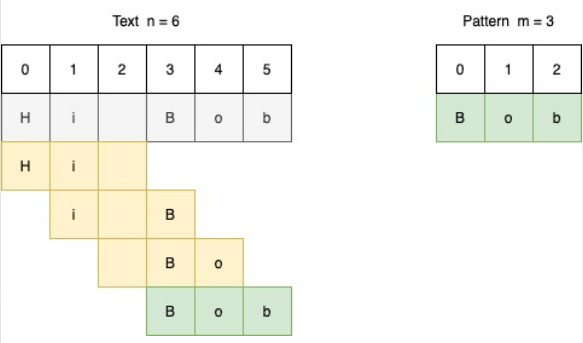 Text n = 6 Pattern m = 3
0 1 2 3 4 5 0 1 2
H i B o b B o b
H i
i B
B o
B o b